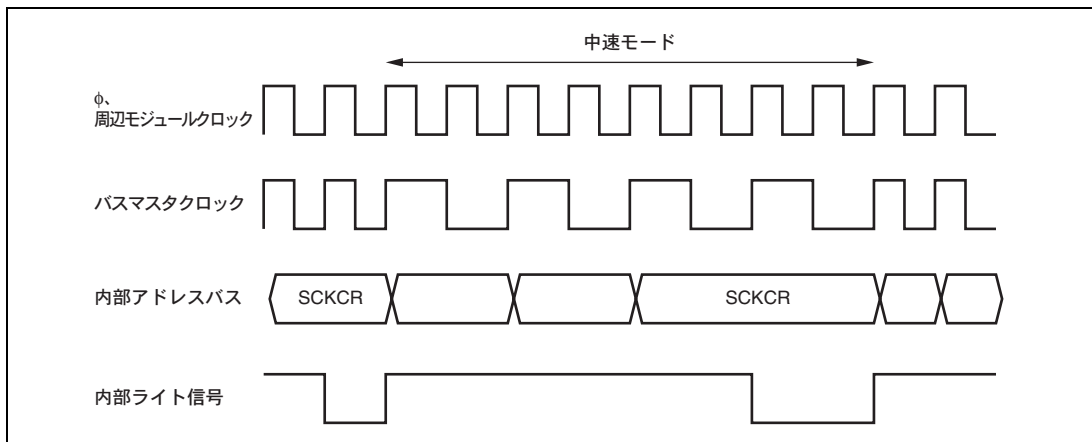 中速モード
φ、
周辺モジュールクロック
バスマスタクロック
内部アドレスバス
SCKCR
SCKCR
内部ライト信号